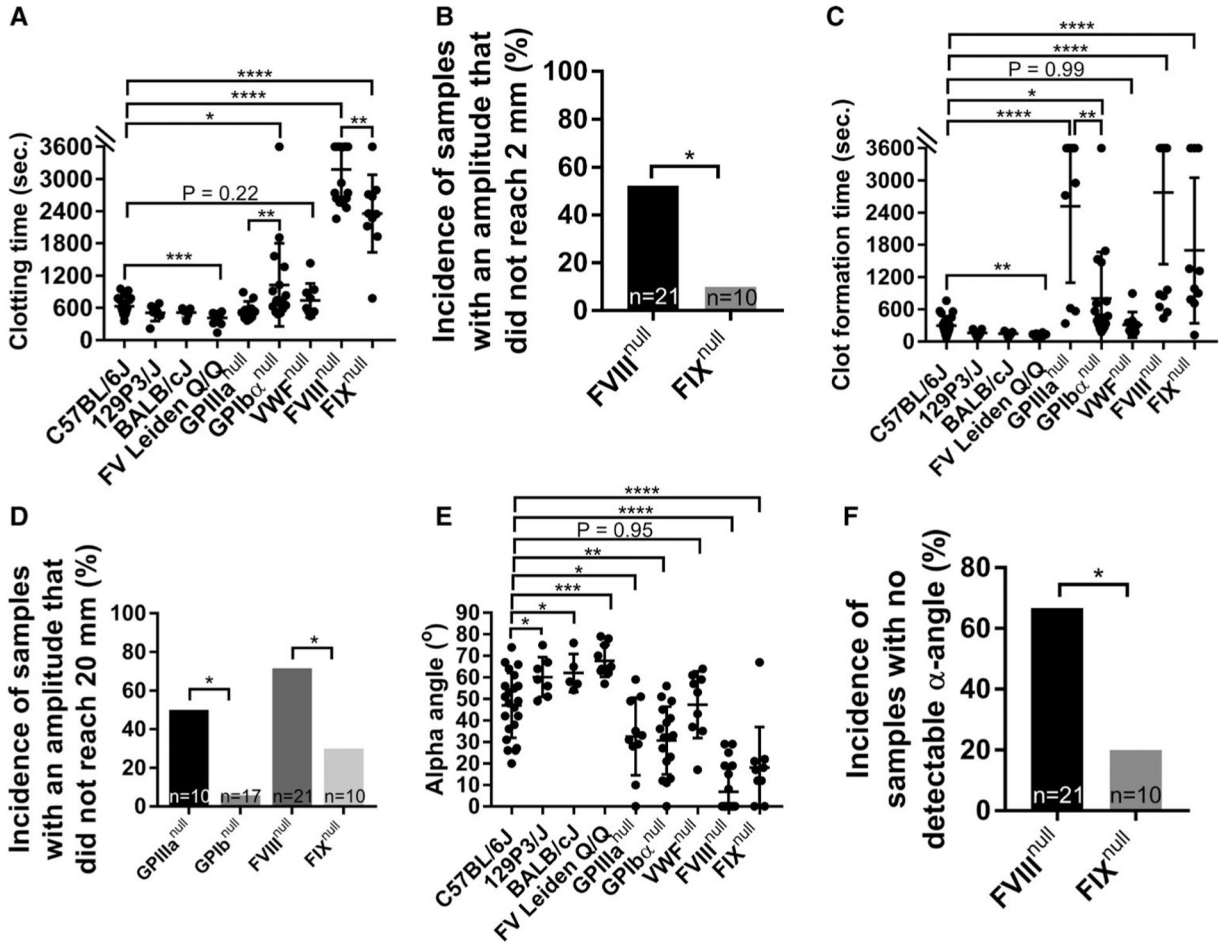 A
Clotting time (sec.)
3600
3000
2400
1800
1200
600
0
****
****
*
**
P = 0.22
**
***
C57BL/6J
129P3/J
BALB/cJ
FV Leiden Q/Q
GPIIIa null
GPIbα null
VWF null
FVIII null
FIX null
B
Incidence of samples
with an amplitude that
did not reach 2 mm (%)
100
80
60
40
20
0
*
n=21
n=10
FVIII null
FIX null
C
Clot formation time (sec.)
3600
3000
2400
1800
1200
600
0
****
****
P = 0.99
*
****
**
**
C57BL/6J
129P3/J
BALB/cJ
FV Leiden Q/Q
GPIIIa null
GPIbα null
VWF null
FVIII null
FIX null
D
Incidence of samples
with an amplitude that
did not reach 20 mm (%)
100
80
60
40
20
0
*
*
n=10
n=17
n=21
n=10
GPIIIa null
GPIb null
FVIII null
FIX null
E
Alpha angle (o)
90
80
70
60
50
40
30
20
10
0
****
****
P = 0.95
**
*
***
*
*
C57BL/6J
129P3/J
BALB/cJ
FV Leiden Q/Q
GPIIIa null
GPIbα null
VWF null
FVIII null
FIX null
F
Incidence of
samples with no
detectable α-angle (%)
80
60
40
20
0
*
n=21
n=10
FVIII null
FIX null